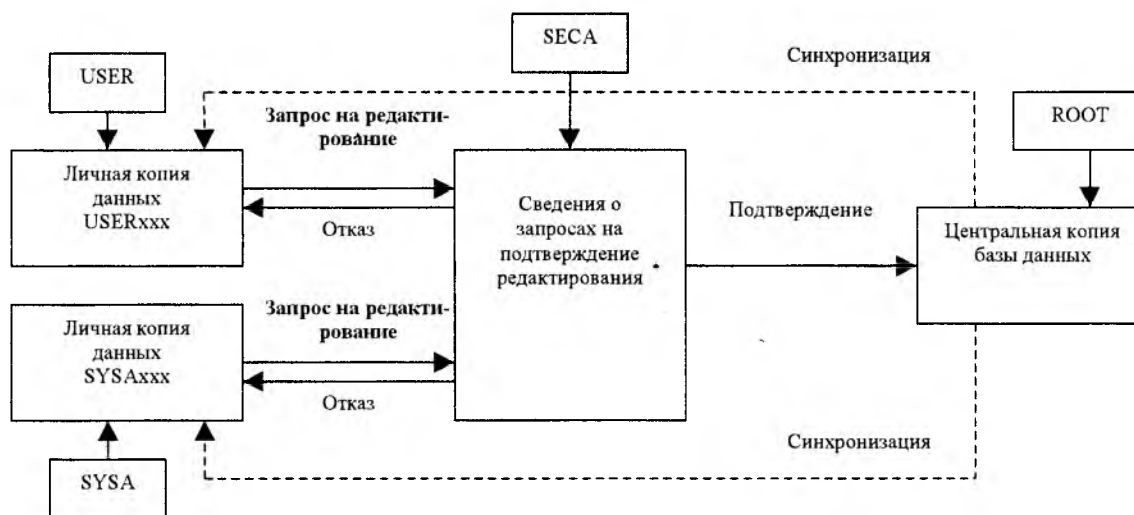 SECA
Синхронизация
USER
ROOT
Запрос на редакти-
рование
Личная копия
данных
USERxxx
Отказ
Сведения о
запросах на
подтверждение
редактирования
Подтверждение
Центральная копия
базы данных
Запрос на редакти-
рование
Личная копия
данных
SYSAxxx
Отказ
Синхронизация
SYSA